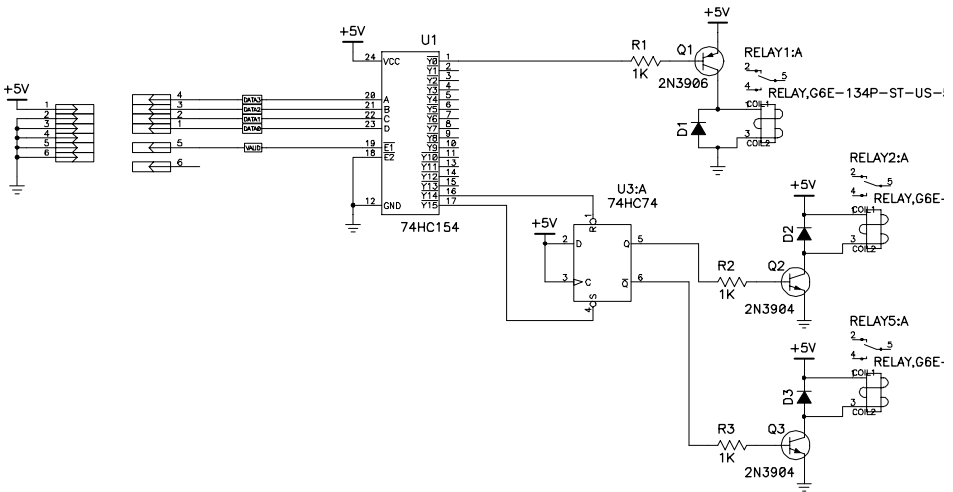 +5V
U1
+5V
24 VCC
Y0 1
Y1 2
Y2 3
Y3 4
Y4 5
Y5 6
Y6 7
Y7 8
Y8 9
Y9 10
Y10 11
Y11 13
Y12 14
Y13 15
Y14 16
Y15 17
20 A
21 B
22 C
23 D
19 E1
18 E2
12 GND
74HC154
+5V
1
2
3
4
5
6
4 DATA3
3 DATA2
2 DATA1
1 DATA0
5 VALID
6
R1
1K
Q1
2N3906
RELAY1:A
2
5
4
RELAY,G6E-134P-ST-US-5
1 COIL1
3
COIL2
D1
U3:A
74HC74
+5V
1
R
2 D
Q 5
3 C
Q 6
S
4
RELAY2:A
2
5
4
RELAY,G6E-
+5V
1 COIL1
3
COIL2
D2
R2
1K
Q2
2N3904
RELAY5:A
2
5
4
RELAY,G6E-
+5V
1 COIL1
3
COIL2
D3
R3
1K
Q3
2N3904